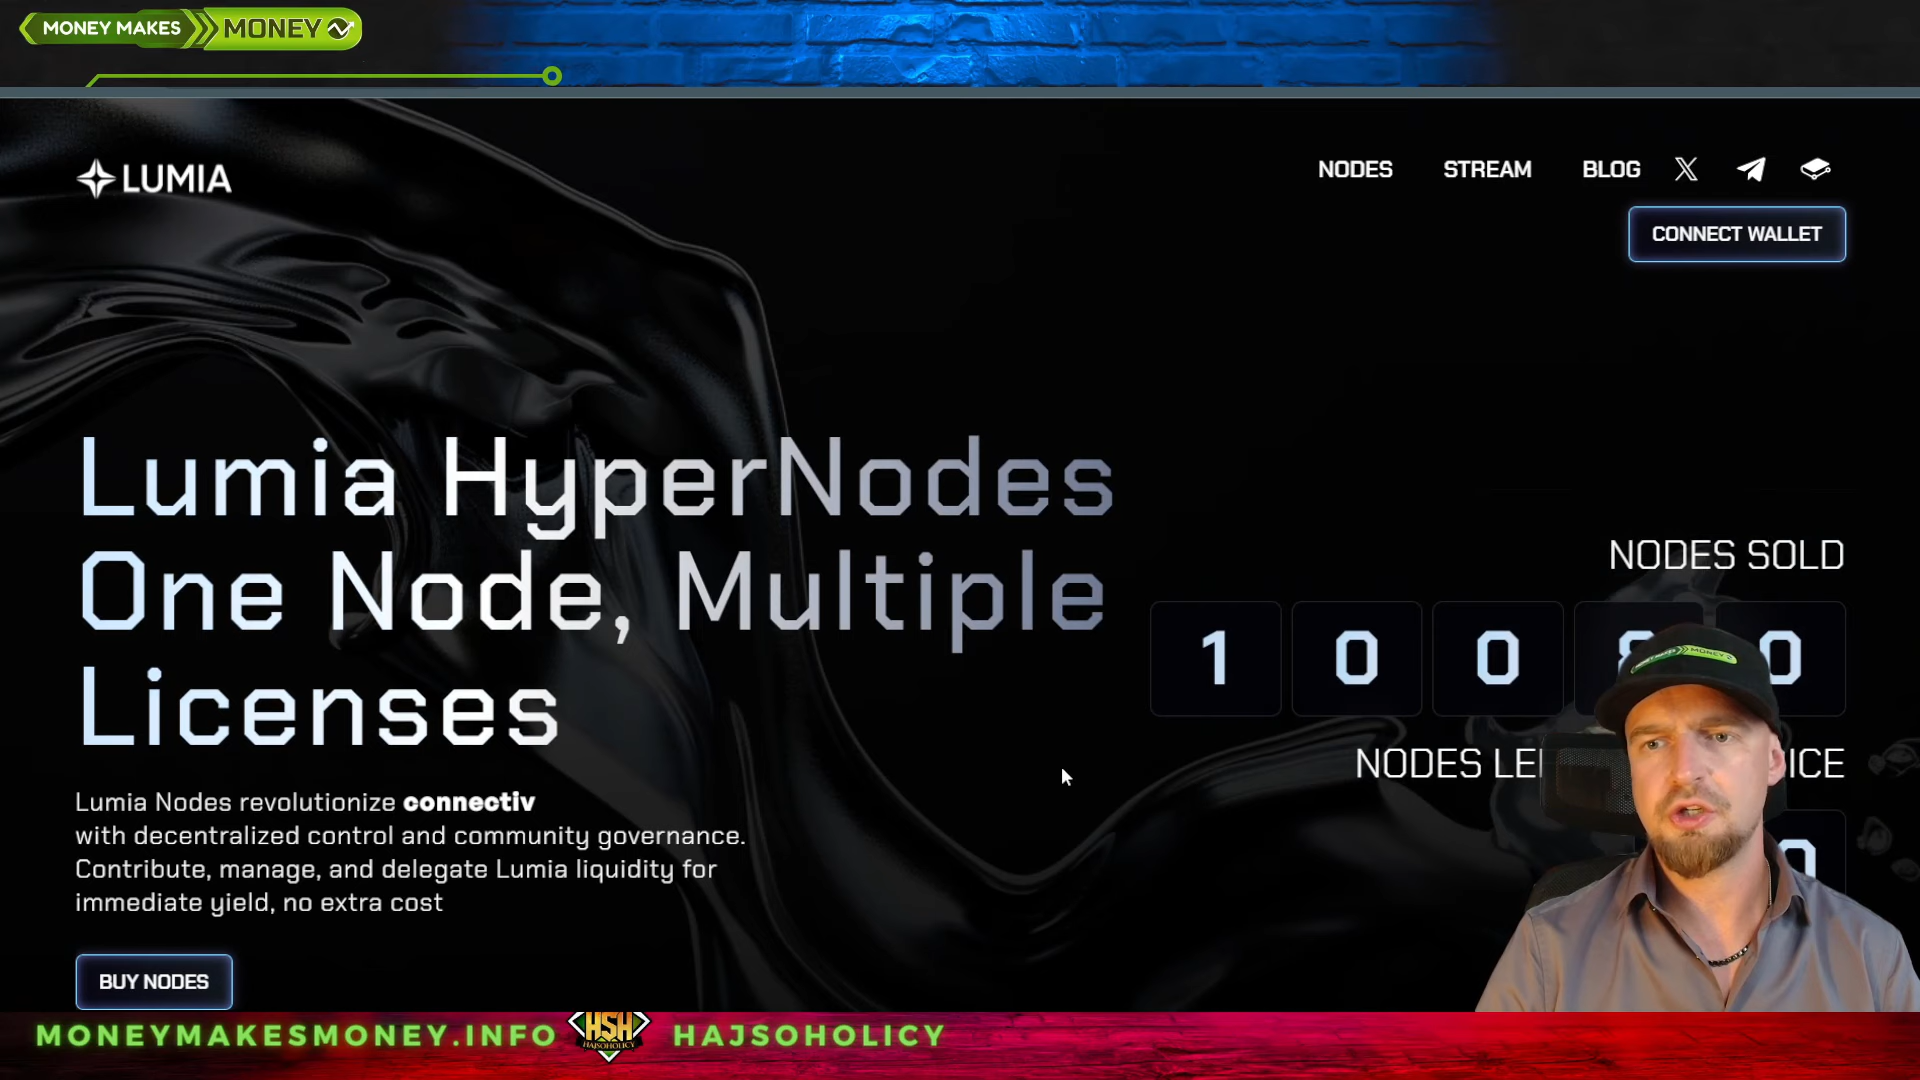 MONEY MAKES MONEY
LUMIA
NODES STREAM BLOG
CONNECT WALLET
Lumia HyperNodes
One Node, Multiple
Licenses
Lumia Nodes revolutionize connectiv
with decentralized control and community governance.
Contribute, manage, and delegate Lumia liquidity for
immediate yield, no extra cost
BUY NODES
NODES SOLD
1 0 0 0
NODES
0
MONEYMAKESMONEY.INFO HSH HAJSOHOLICY HAJSOHOLICY